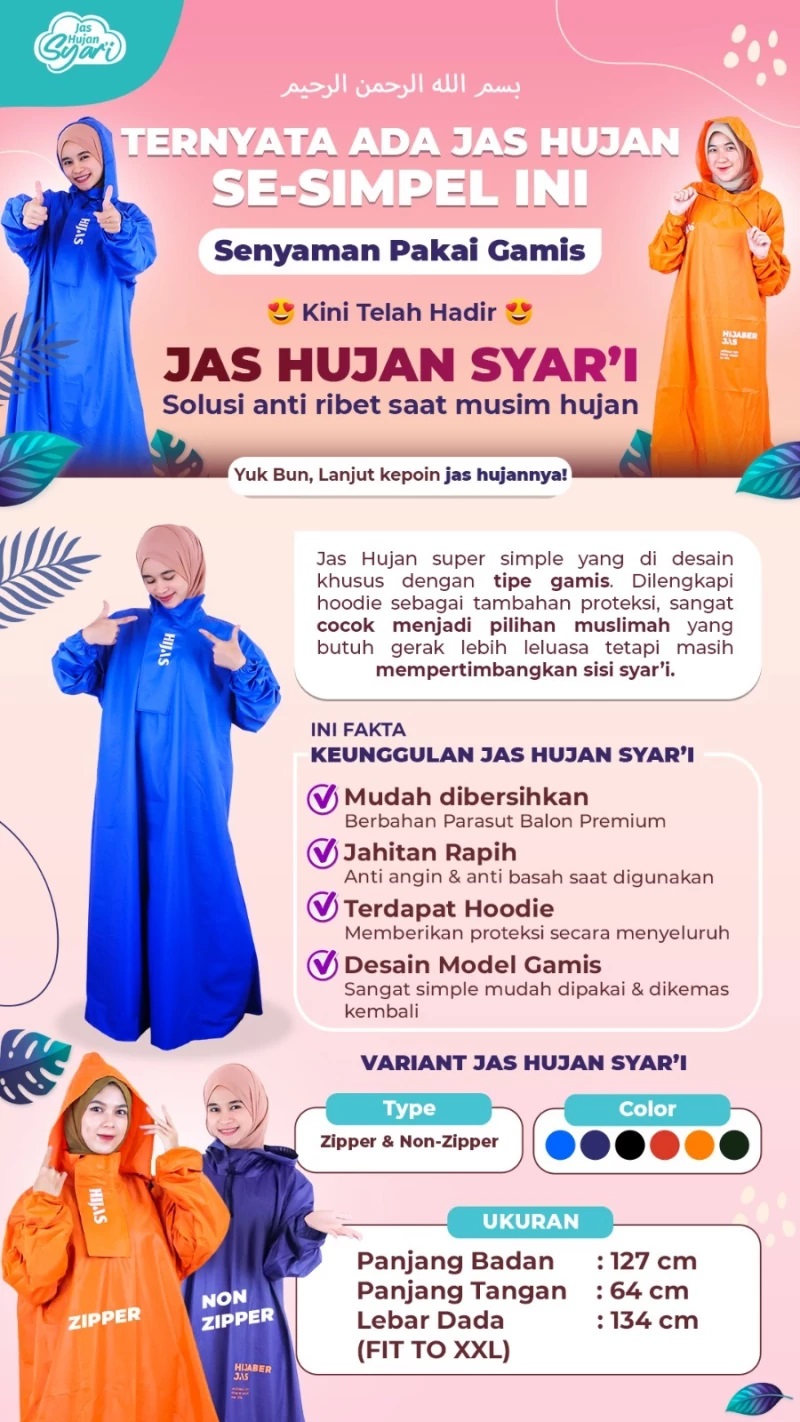 Jas
Hujan
Syar'i
بسم الله الرحمن الرحيم
TERNYATA ADA JAS HUJAN
SE-SIMPEL INI
Senyaman Pakai Gamis
😍 Kini Telah Hadir 😍
JAS HUJAN SYAR'I
Solusi anti ribet saat musim hujan
HIJAS
HIJABER
JAS
Yuk Bun, Lanjut kepoin jas hujannya!
Jas Hujan super simple yang di desain
khusus dengan tipe gamis. Dilengkapi
hoodie sebagai tambahan proteksi, sangat
cocok menjadi pilihan muslimah yang
butuh gerak lebih leluasa tetapi masih
mempertimbangkan sisi syar'i.
HIJAS
INI FAKTA
KEUNGGULAN JAS HUJAN SYAR'I
Mudah dibersihkan
Berbahan Parasut Balon Premium
Jahitan Rapih
Anti angin & anti basah saat digunakan
Terdapat Hoodie
Memberikan proteksi secara menyeluruh
Desain Model Gamis
Sangat simple mudah dipakai & dikemas
kembali
VARIANT JAS HUJAN SYAR'I
Type
Zipper & Non-Zipper
Color
UKURAN
Panjang Badan : 127 cm
Panjang Tangan : 64 cm
Lebar Dada : 134 cm
(FIT TO XXL)
HIJAS
ZIPPER
NON
ZIPPER
HIJABER
JAS